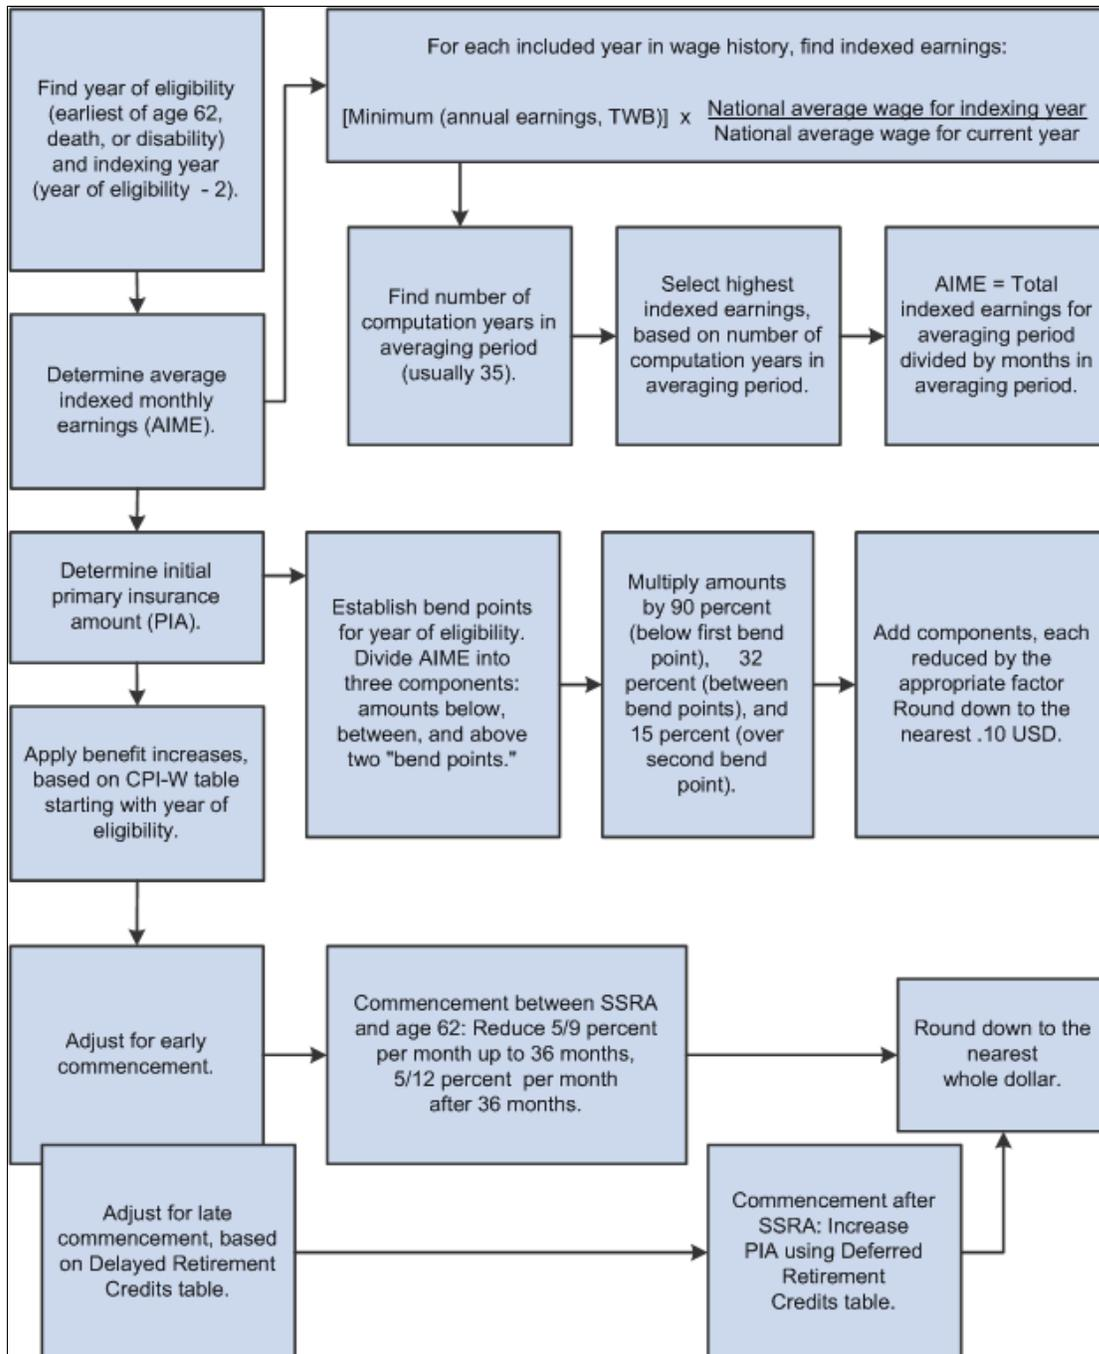 Find year of eligibility
(earliest of age 62,
death, or disability)
and indexing year
(year of eligibility - 2).
For each included year in wage history, find indexed earnings:
[Minimum (annual earnings, TWB)] x National average wage for indexing year
National average wage for current year
Determine average
indexed monthly
earnings (AIME).
Find number of
computation years in
averaging period
(usually 35).
Select highest
indexed earnings,
based on number of
computation years in
averaging period.
AIME = Total
indexed earnings for
averaging period
divided by months in
averaging period.
Determine initial
primary insurance
amount (PIA).
Establish bend points
for year of eligibility.
Divide AIME into
three components:
amounts below,
between, and above
two "bend points."
Multiply amounts
by 90 percent
(below first bend
point), 32
percent (between
bend points), and
15 percent (over
second bend
point).
Add components, each
reduced by the
appropriate factor
Round down to the
nearest .10 USD.
Apply benefit increases,
based on CPI-W table
starting with year of
eligibility.
Adjust for early
commencement.
Commencement between SSRA
and age 62: Reduce 5/9 percent
per month up to 36 months,
5/12 percent per month
after 36 months.
Round down to the
nearest
whole dollar.
Adjust for late
commencement, based
on Delayed Retirement
Credits table.
Commencement after
SSRA: Increase
PIA using Deferred
Retirement
Credits table.